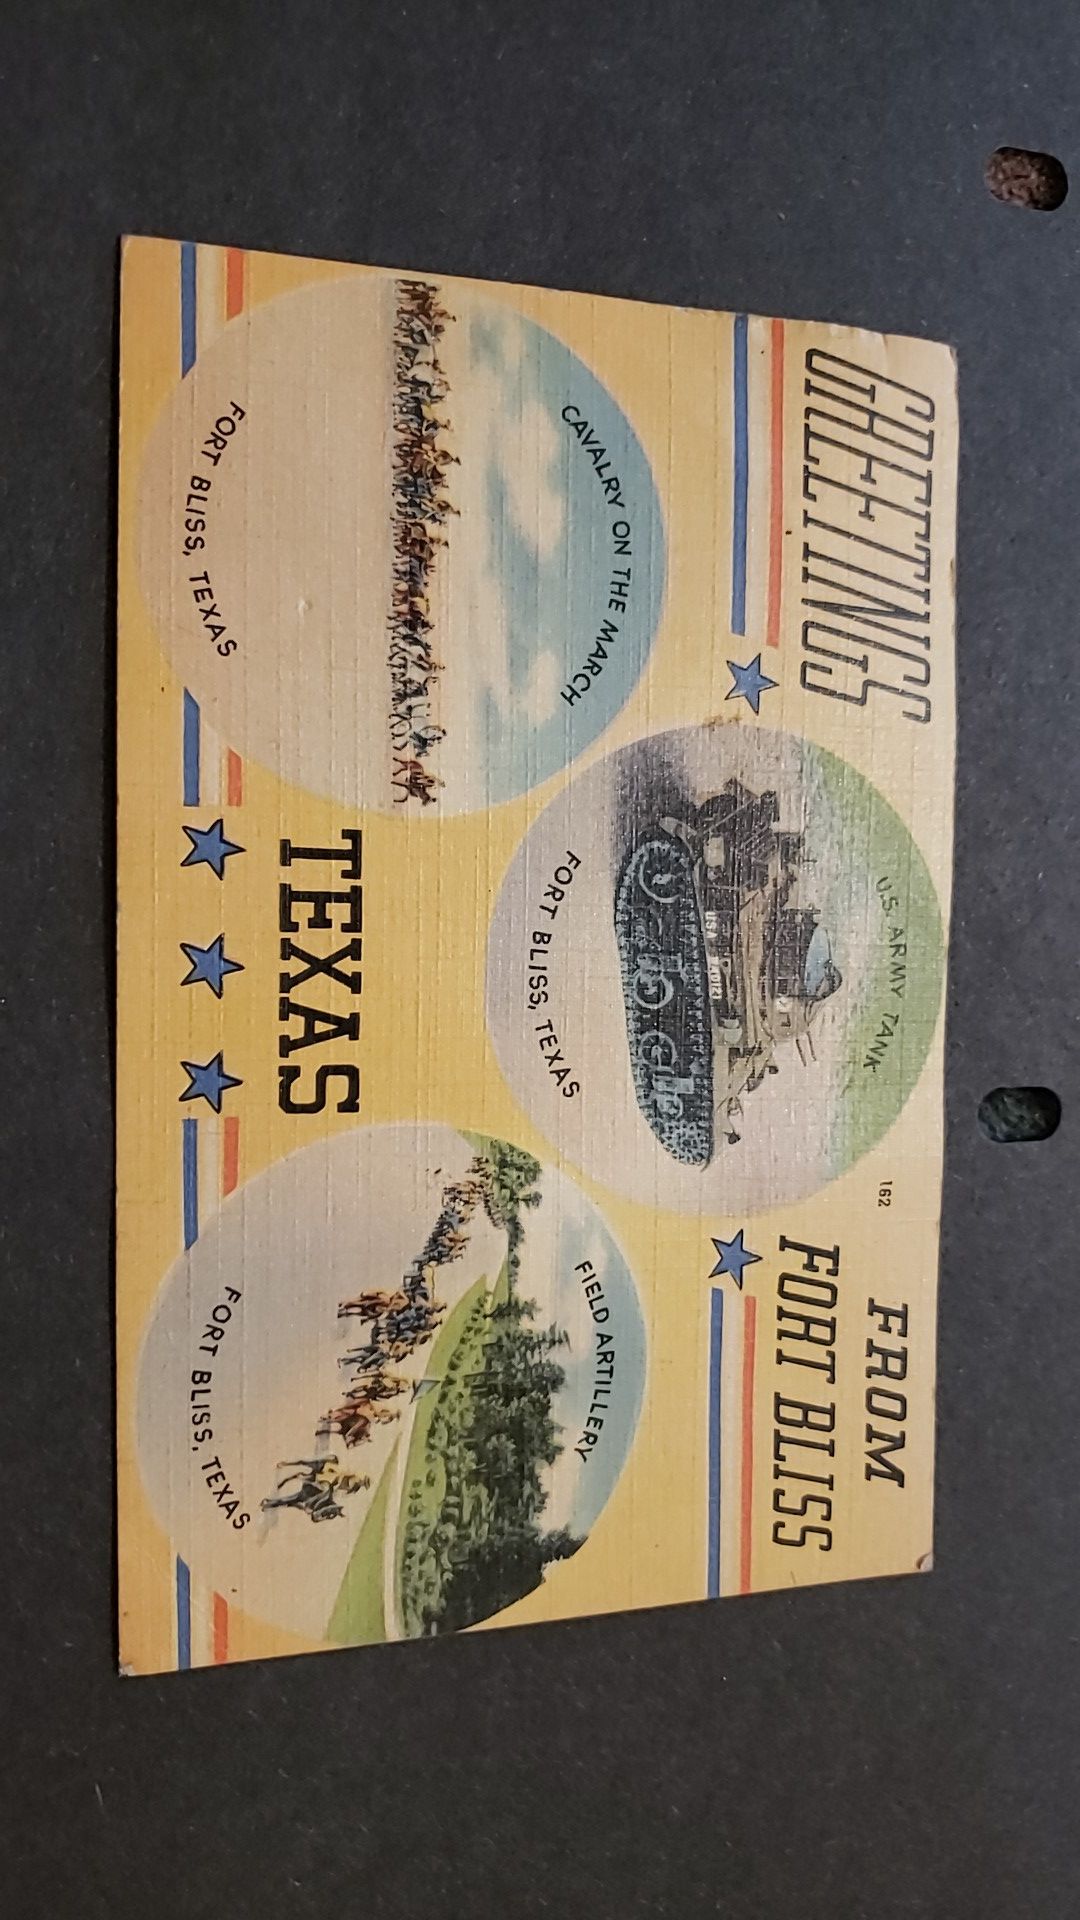 GREETINGS
FROM
FORT BLISS
162
U.S. ARMY TANK
USA
FORT BLISS, TEXAS
CAVALRY ON THE MARCH
FORT BLISS, TEXAS
FIELD ARTILLERY
FORT BLISS, TEXAS
TEXAS